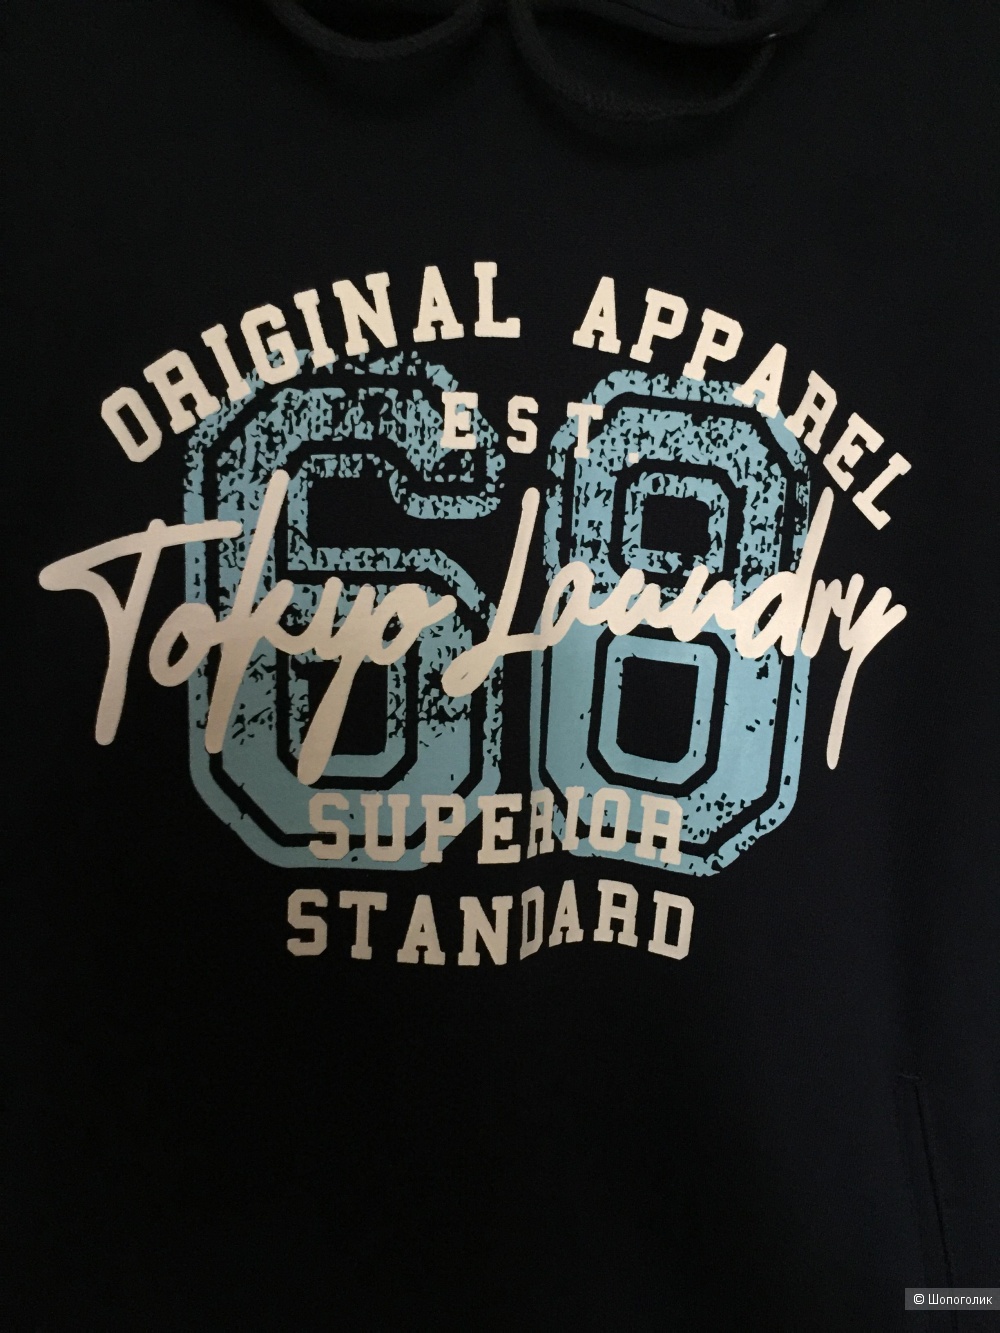 ORIGINAL APPAREL
EST.
68
Tokyo Laundry
SUPERIOR
STANDARD
© Шопоголик